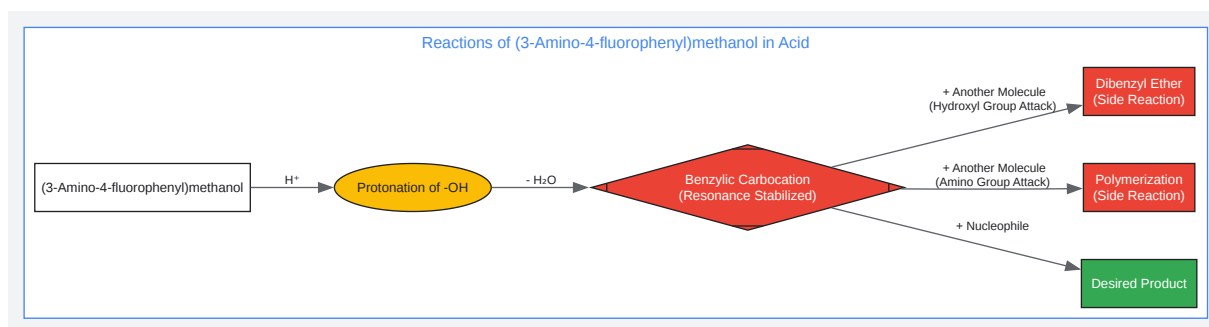 Reactions of (3-Amino-4-fluorophenyl)methanol in Acid
(3-Amino-4-fluorophenyl)methanol
H⁺
Protonation of -OH
- H₂O
Benzylic Carbocation
(Resonance Stabilized)
+ Another Molecule
(Hydroxyl Group Attack)
Dibenzyl Ether
(Side Reaction)
+ Another Molecule
(Amino Group Attack)
Polymerization
(Side Reaction)
+ Nucleophile
Desired Product